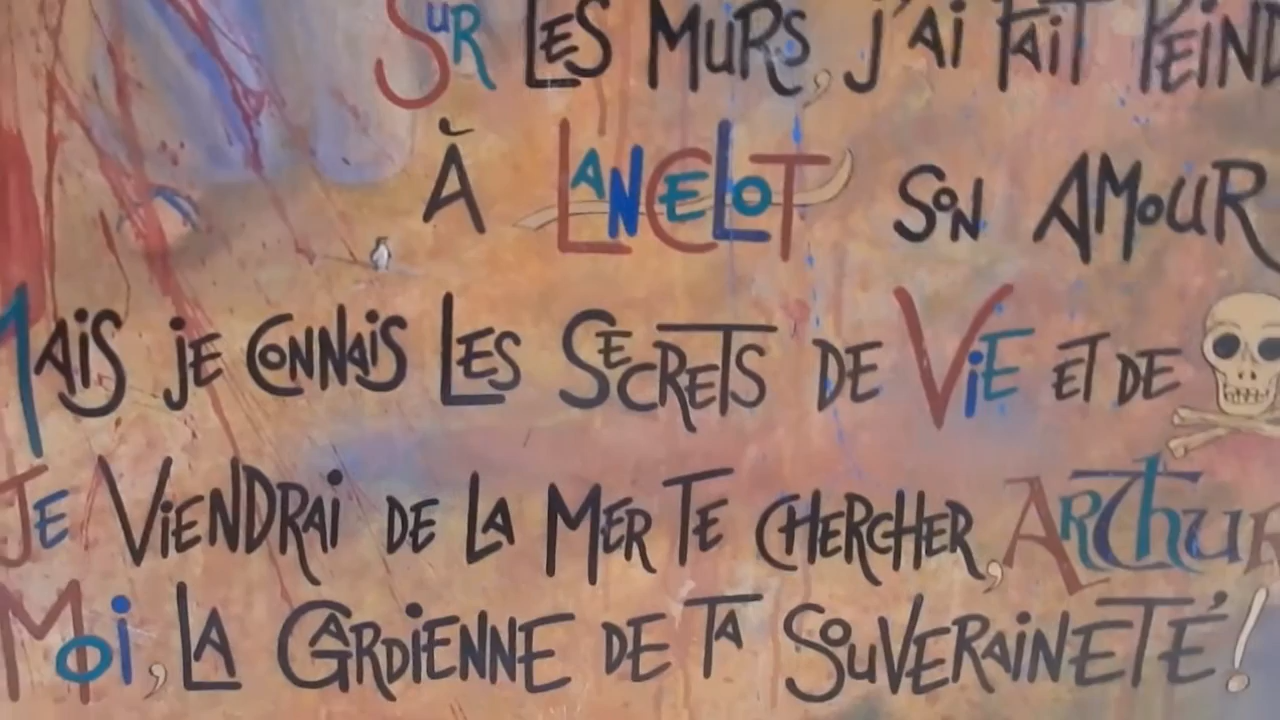 Sur les murs, j'ai fait peind
À Lancelot son amour
Mais je connais les secrets de Vie et de
Je viendrai de la mer te chercher, Arthur
Moi, la gardienne de ta souveraineté!